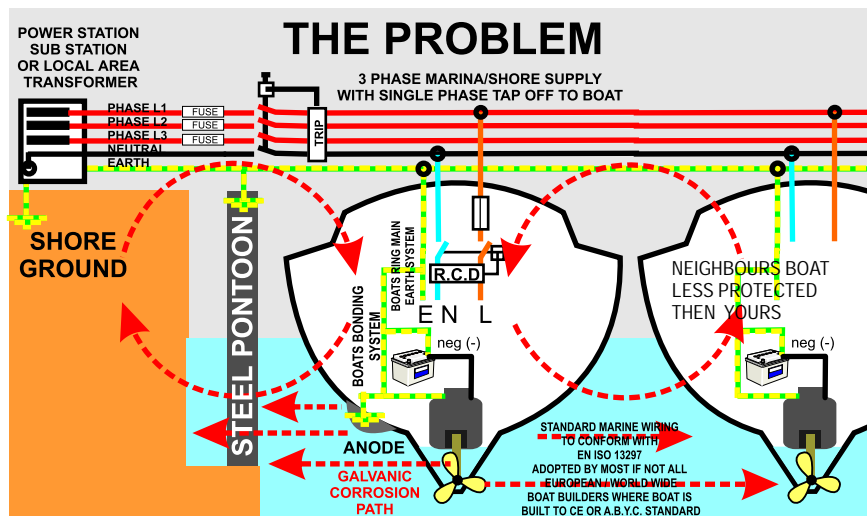 THE PROBLEM
POWER STATION
SUB STATION
OR LOCAL AREA
TRANSFORMER
3 PHASE MARINA/SHORE SUPPLY
WITH SINGLE PHASE TAP OFF TO BOAT
PHASE L1
FUSE
PHASE L2
FUSE
PHASE L3
FUSE
NEUTRAL
EARTH
TRIP
SHORE
GROUND
STEEL PONTOON
BOATS RING MAIN
EARTH SYSTEM
R.C.D
E N L
BOATS BONDING
SYSTEM
neg (-)
NEIGHBOURS BOAT
LESS PROTECTED
THEN YOURS
neg (-)
ANODE
GALVANIC
CORROSION
PATH
STANDARD MARINE WIRING
TO CONFORM WITH
EN ISO 13297
ADOPTED BY MOST IF NOT ALL
EUROPEAN / WORLD WIDE
BOAT BUILDERS WHERE BOAT IS
BUILT TO CE OR A.B.Y.C. STANDARD